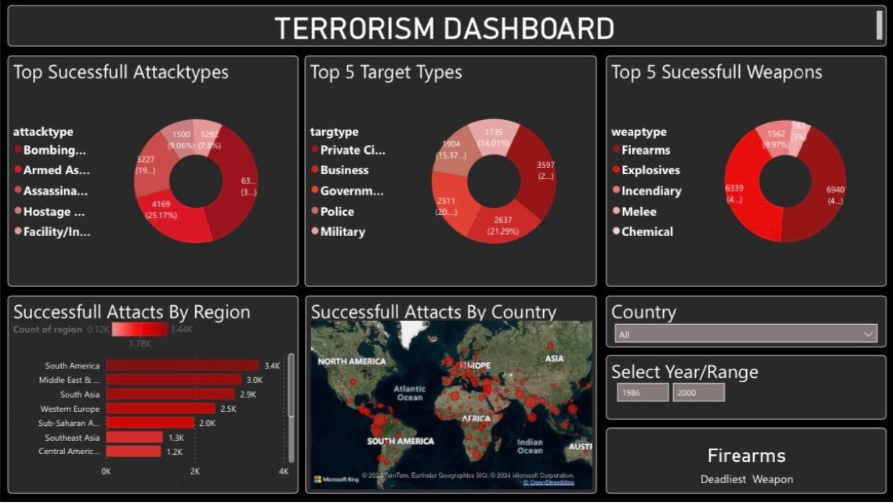 TERRORISM DASHBOARD
Top Sucessfull Attacktypes
attacktype
Bombing...
Armed As...
Assassina...
Hostage ...
Facility/In...
1500
(9.06%)
1292
(7.8%)
3227
(19...)
4169
(25.17%)
63...
(3...)
Top 5 Target Types
targtype
Private Ci...
Business
Governm...
Police
Military
1735
(14.01%)
1904
(15.37...)
3597
(2...)
2511
(20...)
2637
(21.29%)
Top 5 Sucessfull Weapons
weaptype
Firearms
Explosives
Incendiary
Melee
Chemical
1562
(9.97%)
(5%)
6339
(4...)
6940
(4...)
Successfull Attacts By Region
Count of region 0.12K 3.44K
1.78K
South America 3.4K
Middle East & ... 3.0K
South Asia 2.9K
Western Europe 2.5K
Sub-Saharan A... 2.0K
Southeast Asia 1.3K
Central Americ... 1.2K
0K 2K 4K
Successfull Attacts By Country
NORTH AMERICA
EUROPE
ASIA
Atlantic
Ocean
AFRICA
SOUTH AMERICA
Indian
Ocean
AUSTI
Microsoft Bing
© 2024 TomTom, Earthstar Geographics SIO, © 2024 Microsoft Corporation,
© OpenStreetMap
Country
All
Select Year/Range
1986 2000
Firearms
Deadliest Weapon